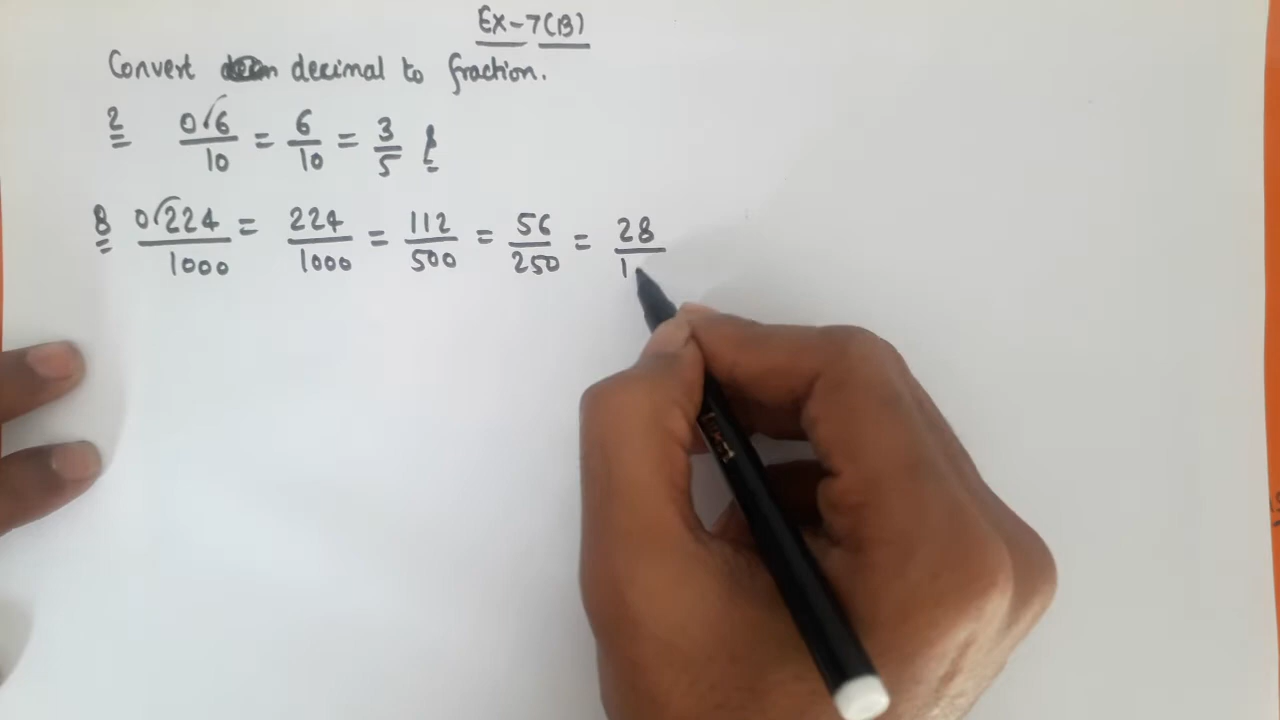 Ex-7(B)
Convert decimal to fraction.
2 0.6/10 = 6/10 = 3/5
8 0.224/1000 = 224/1000 = 112/500 = 56/250 = 28/1